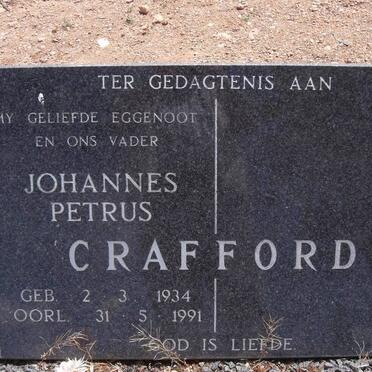 TER GEDAGTENIS AAN
MY GELIEFDE EGGENOOT
EN ONS VADER
JOHANNES
PETRUS
CRAFFORD
GEB. 2 3 1934
OORL. 31 5 1991
GOD IS LIEFDE